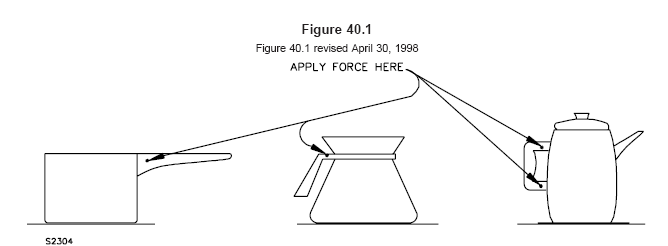 Figure 40.1
Figure 40.1 revised April 30, 1998
APPLY FORCE HERE
S2304